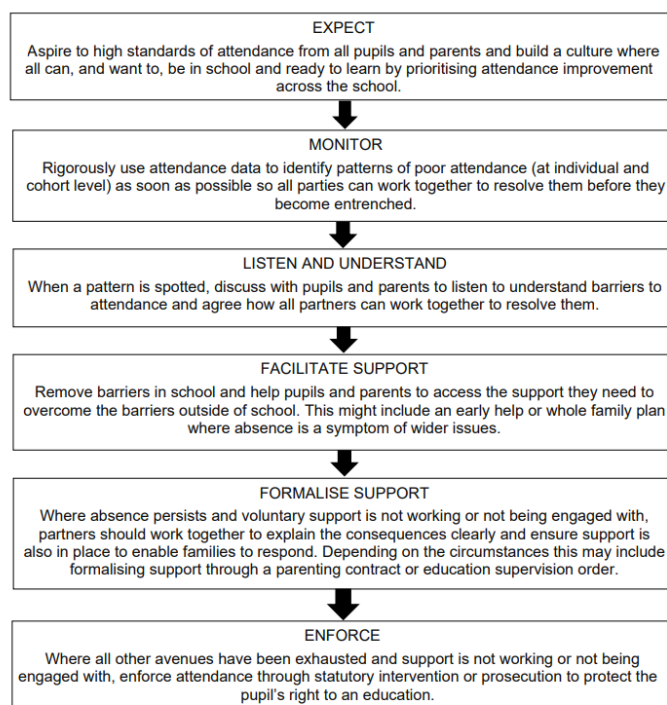 EXPECT
Aspire to high standards of attendance from all pupils and parents and build a culture where
all can, and want to, be in school and ready to learn by prioritising attendance improvement
across the school.
MONITOR
Rigorously use attendance data to identify patterns of poor attendance (at individual and
cohort level) as soon as possible so all parties can work together to resolve them before they
become entrenched.
LISTEN AND UNDERSTAND
When a pattern is spotted, discuss with pupils and parents to listen to understand barriers to
attendance and agree how all partners can work together to resolve them.
FACILITATE SUPPORT
Remove barriers in school and help pupils and parents to access the support they need to
overcome the barriers outside of school. This might include an early help or whole family plan
where absence is a symptom of wider issues.
FORMALISE SUPPORT
Where absence persists and voluntary support is not working or not being engaged with,
partners should work together to explain the consequences clearly and ensure support is
also in place to enable families to respond. Depending on the circumstances this may include
formalising support through a parenting contract or education supervision order.
ENFORCE
Where all other avenues have been exhausted and support is not working or not being
engaged with, enforce attendance through statutory intervention or prosecution to protect the
pupil's right to an education.